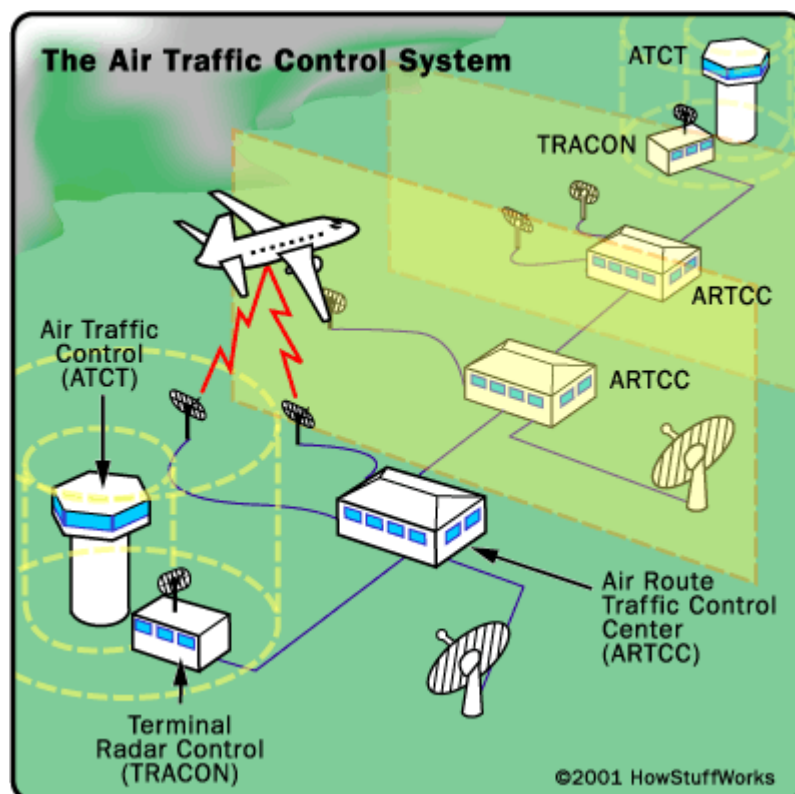 The Air Traffic Control System
ATCT
TRACON
ARTCC
ARTCC
Air Traffic
Control
(ATCT)
Air Route
Traffic Control
Center
(ARTCC)
Terminal
Radar Control
(TRACON)
©2001 HowStuffWorks